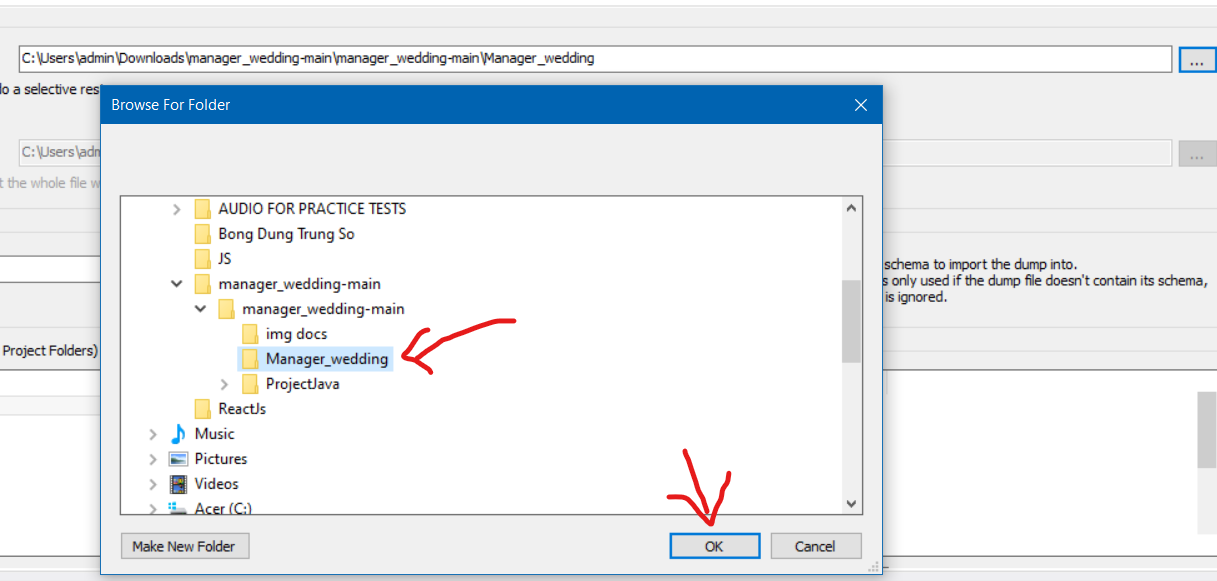 C:\Users\admin\Downloads\manager_wedding-main\manager_wedding-main\Manager_wedding
...
do a selective res
Browse For Folder
C:\Users\adm
...
t the whole file w
AUDIO FOR PRACTICE TESTS
Bong Dung Trung So
JS
manager_wedding-main
manager_wedding-main
img docs
Manager_wedding
ProjectJava
ReactJs
Music
Pictures
Videos
Acer (C:)
schema to import the dump into.
s only used if the dump file doesn't contain its schema,
is ignored.
Project Folders)
Make New Folder
OK
Cancel